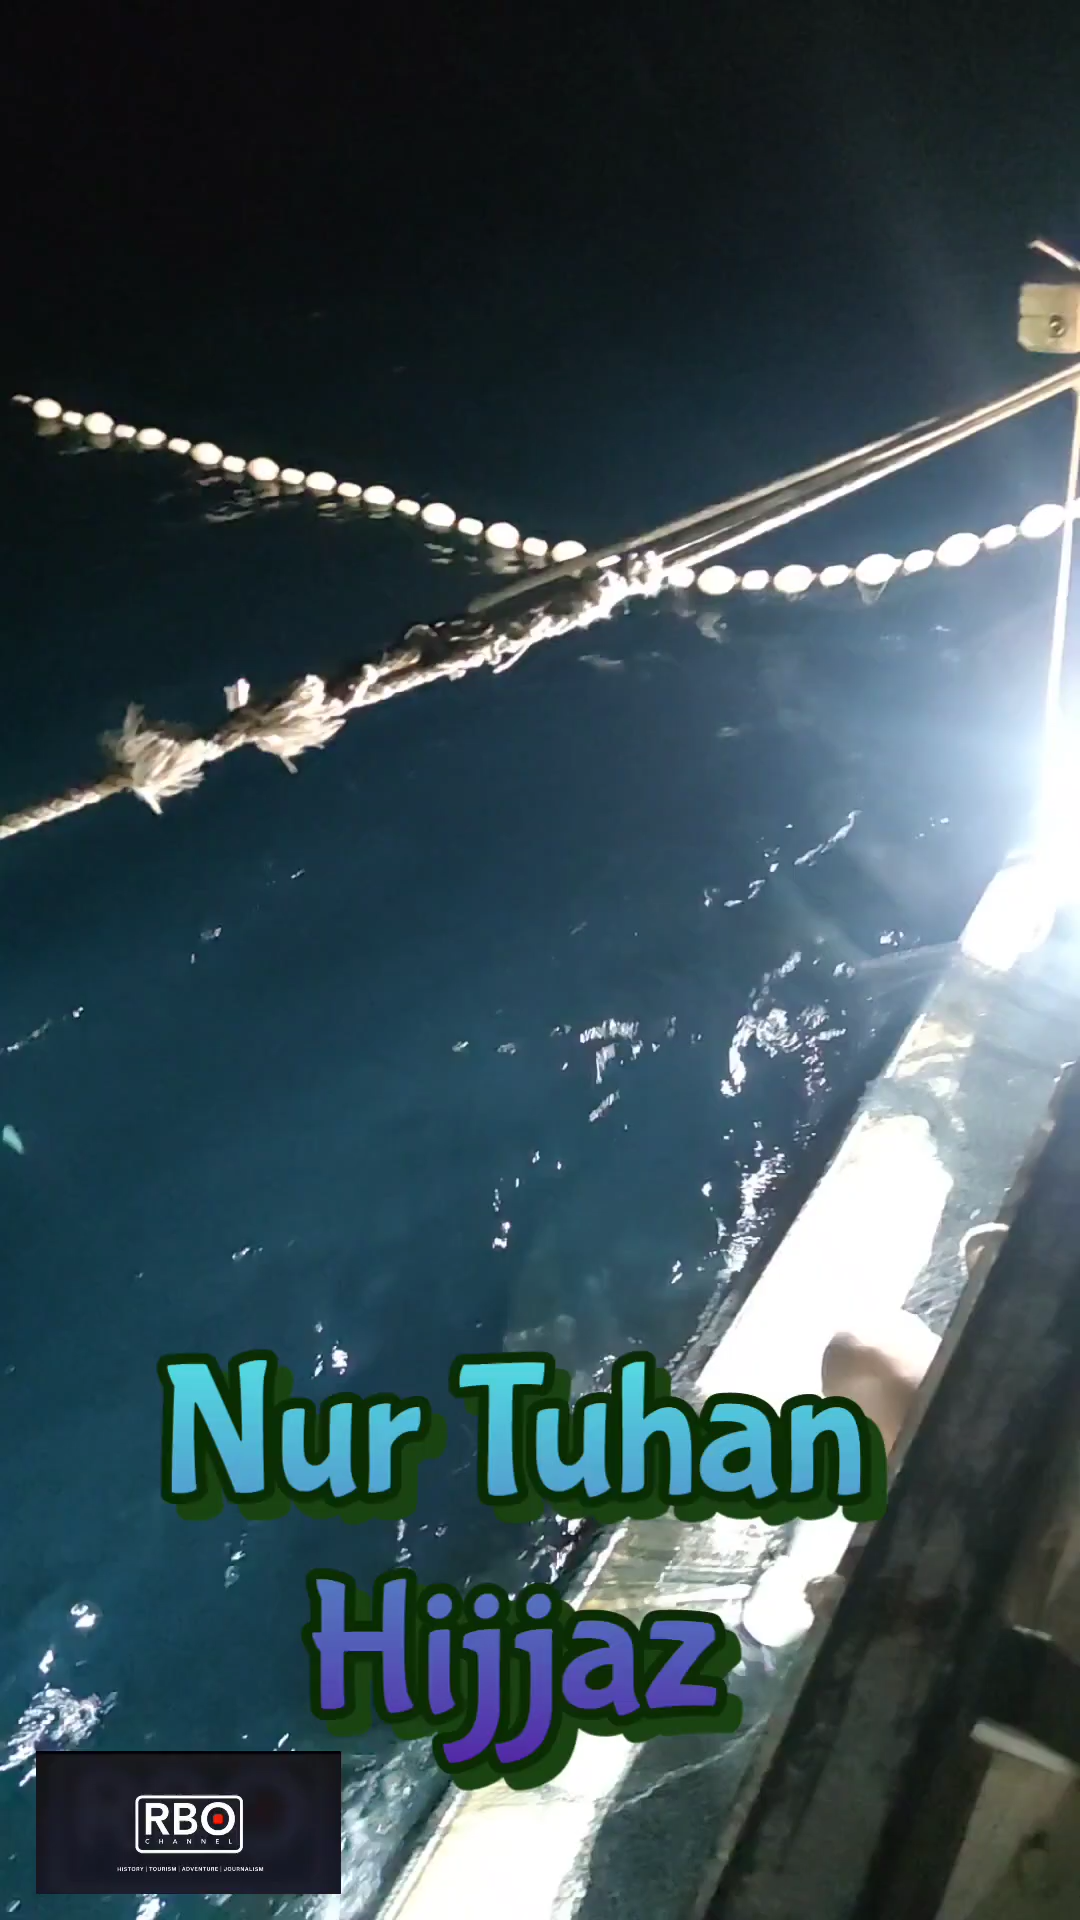 Nur Tuhan
Hijjaz
RBO
CHANNEL
HISTORY | TOURISM | ADVENTURE | JOURNALISM